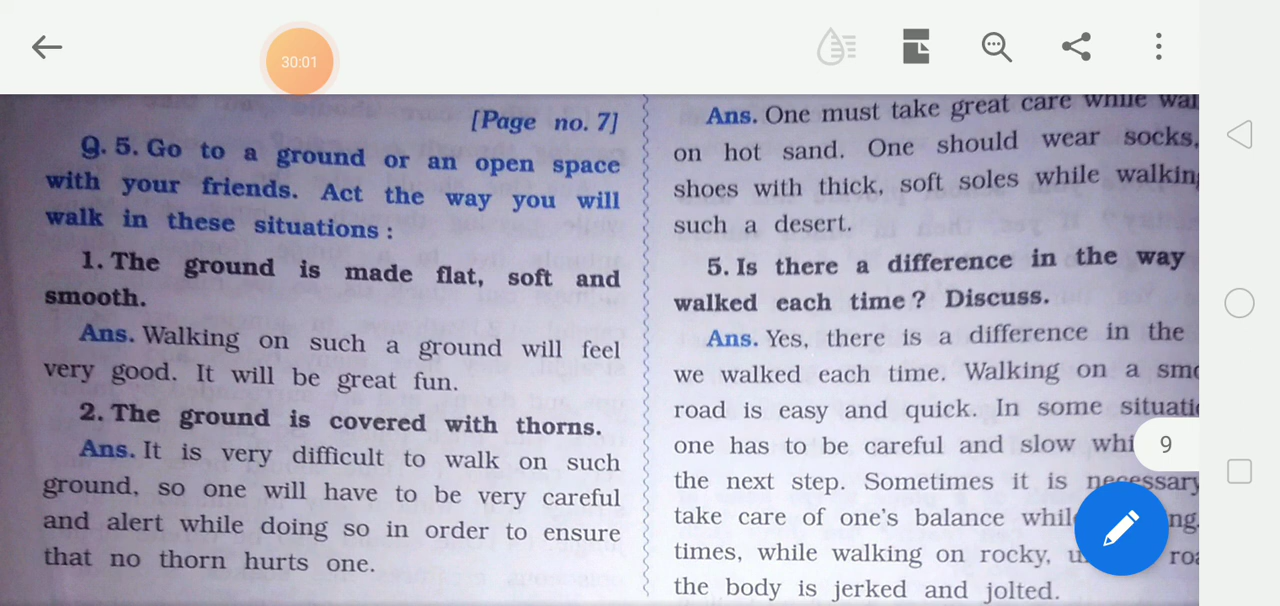 30:01
[Page no. 7]
Q. 5. Go to a ground or an open space
with your friends. Act the way you will
walk in these situations :
1. The ground is made flat, soft and
smooth.
Ans. Walking on such a ground will feel
very good. It will be great fun.
2. The ground is covered with thorns.
Ans. It is very difficult to walk on such
ground, so one will have to be very careful
and alert while doing so in order to ensure
that no thorn hurts one.
Ans. One must take great care while
on hot sand. One should wear socks,
shoes with thick, soft soles while
such a desert.
5. Is there a difference in the way
walked each time ? Discuss.
Ans. Yes, there is a difference in the
we walked each time. Walking on a
road is easy and quick. In some
one has to be careful and slow
the next step. Sometimes it is necessary
take care of one's balance
times, while walking on rocky,
the body is jerked and jolted.
9